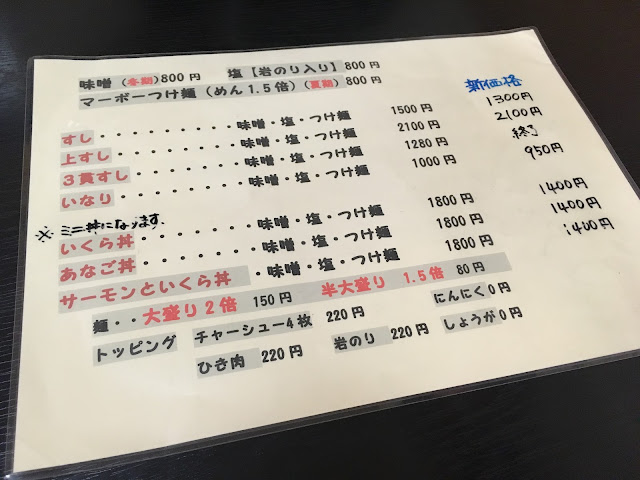 味噌(冬期)800円 塩【岩のり入り】800円
マーボーつけ麺(めん1.5倍)(夏期)800円
新価格
すし・・・・・・・・・味噌・塩・つけ麺 1500円 1300円
上すし・・・・・・・・味噌・塩・つけ麺 2100円 2100円
3貫すし・・・・・・・味噌・塩・つけ麺 1280円 終了
いなり・・・・・・・・味噌・塩・つけ麺 1000円 950円
※ミニ丼になります
いくら丼・・・・・・・味噌・塩・つけ麺 1800円 1400円
あなご丼・・・・・・・味噌・塩・つけ麺 1800円 1400円
サーモンといくら丼 ・味噌・塩・つけ麺 1800円 1400円
麺・・大盛り2倍 150円 半大盛り 1.5倍 80円
トッピング チャーシュー4枚 220円 にんにく0円
ひき肉 220円 岩のり 220円 しょうが0円